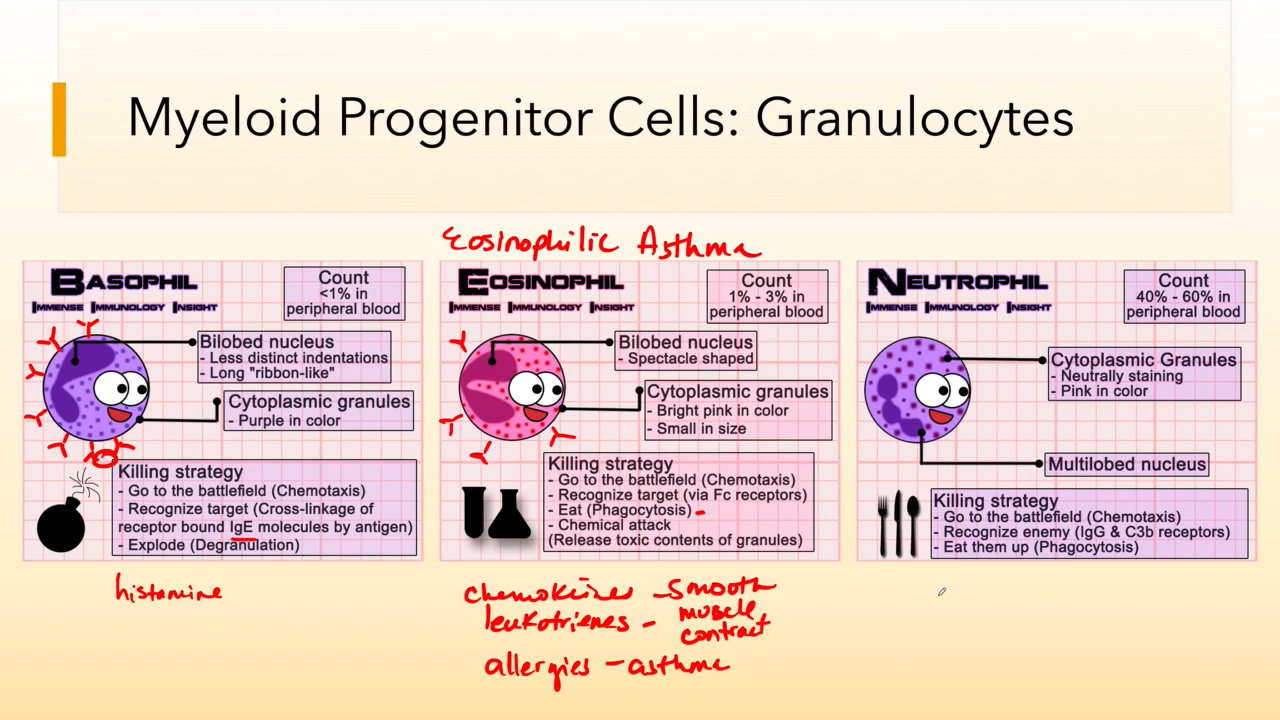 Myeloid Progenitor Cells: Granulocytes
Eosinophilic Asthma
Basophil
Immense Immunology Insight
Count
<1% in
peripheral blood
Bilobed nucleus
- Less distinct indentations
- Long "ribbon-like"
Cytoplasmic granules
- Purple in color
Killing strategy
- Go to the battlefield (Chemotaxis)
- Recognize target (Cross-linkage of
receptor bound IgE molecules by antigen)
- Explode (Degranulation)
histamine
Eosinophil
Immense Immunology Insight
Count
1% - 3% in
peripheral blood
Bilobed nucleus
- Spectacle shaped
Cytoplasmic granules
- Bright pink in color
- Small in size
Killing strategy
- Go to the battlefield (Chemotaxis)
- Recognize target (via Fc receptors)
- Eat (Phagocytosis)
- Chemical attack
(Release toxic contents of granules)
chemokines - smooth
leukotrienes - muscle
contract
allergies - asthma
Neutrophil
Immense Immunology Insight
Count
40% - 60% in
peripheral blood
Cytoplasmic Granules
- Neutrally staining
- Pink in color
Multilobed nucleus
Killing strategy
- Go to the battlefield (Chemotaxis)
- Recognize enemy (IgG & C3b receptors)
- Eat them up (Phagocytosis)